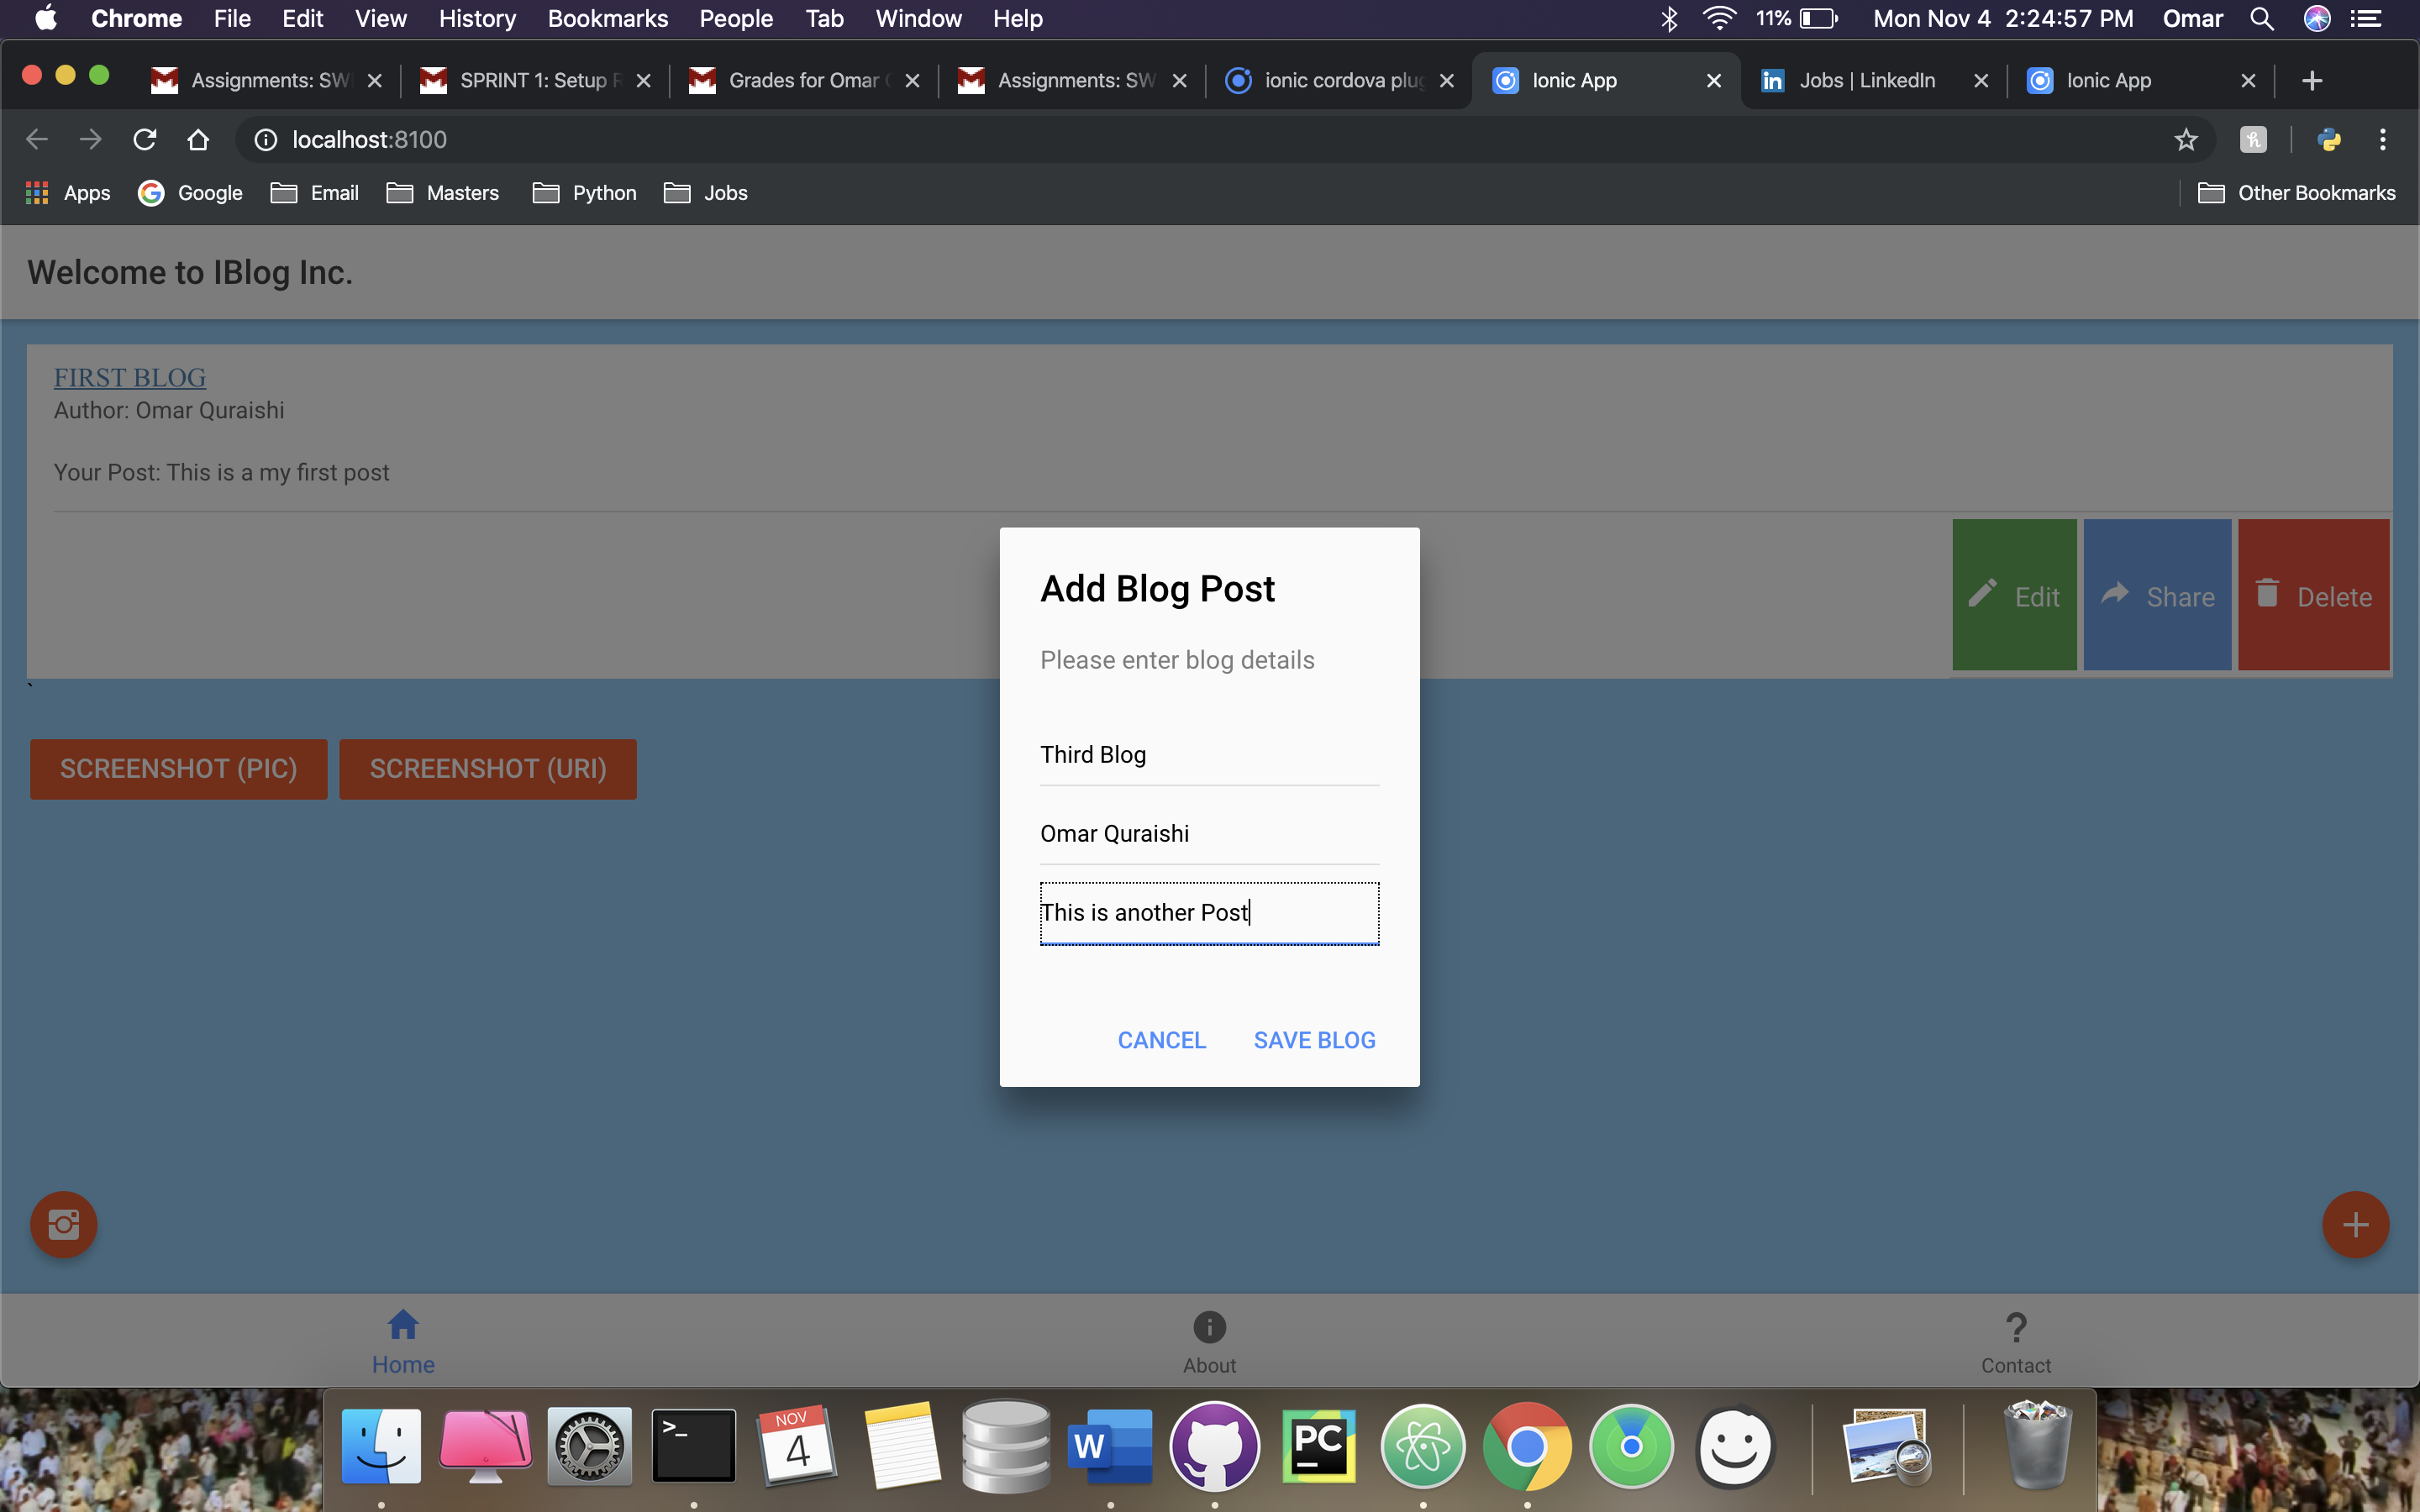 Chrome File Edit View History Bookmarks People Tab Window Help 11% Mon Nov 4 2:24:57 PM Omar
Assignments: SW SPRINT 1: Setup Grades for Omar Assignments: SW ionic cordova plug Ionic App Jobs | LinkedIn Ionic App
localhost:8100
Apps Google Email Masters Python Jobs Other Bookmarks
Welcome to IBlog Inc.
FIRST BLOG
Author: Omar Quraishi
Your Post: This is a my first post
Edit Share Delete
`
Add Blog Post
Please enter blog details
Third Blog
Omar Quraishi
This is another Post
CANCEL SAVE BLOG
SCREENSHOT (PIC) SCREENSHOT (URI)
Home About Contact
>_ NOV 4 W PC